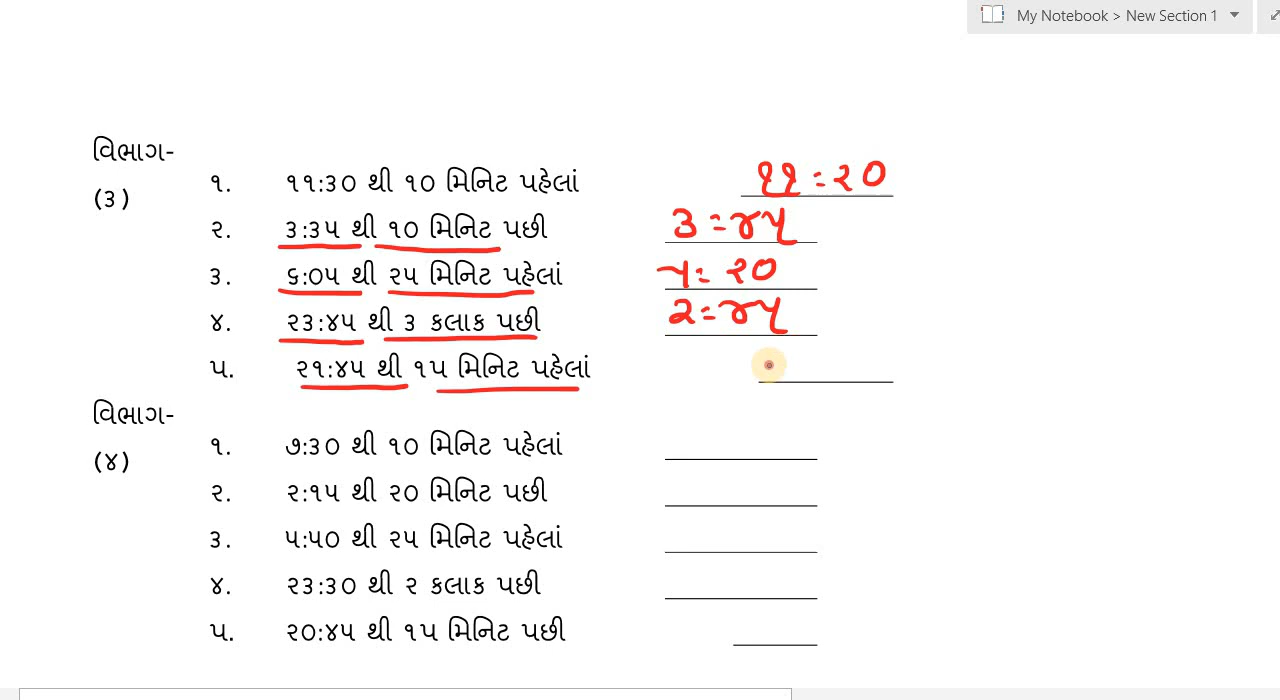 My Notebook > New Section 1
વિભાગ-
(૩)
૧. ૧૧:૩૦ થી ૧૦ મિનિટ પહેલાં ૧૧:૨૦
૨. ૩:૩૫ થી ૧૦ મિનિટ પછી ૩:૪૫
૩. ૬:૦૫ થી ૨૫ મિનિટ પહેલાં :૨૦
૪. ૨૩:૪૫ થી ૩ કલાક પછી ૨:૪૫
૫. ૨૧:૪૫ થી ૧૫ મિનિટ પહેલાં
વિભાગ-
(૪)
૧. ૭:૩૦ થી ૧૦ મિનિટ પહેલાં
૨. ૨:૧૫ થી ૨૦ મિનિટ પછી
૩. ૫:૫૦ થી ૨૫ મિનિટ પહેલાં
૪. ૨૩:૩૦ થી ૨ કલાક પછી
૫. ૨૦:૪૫ થી ૧૫ મિનિટ પછી